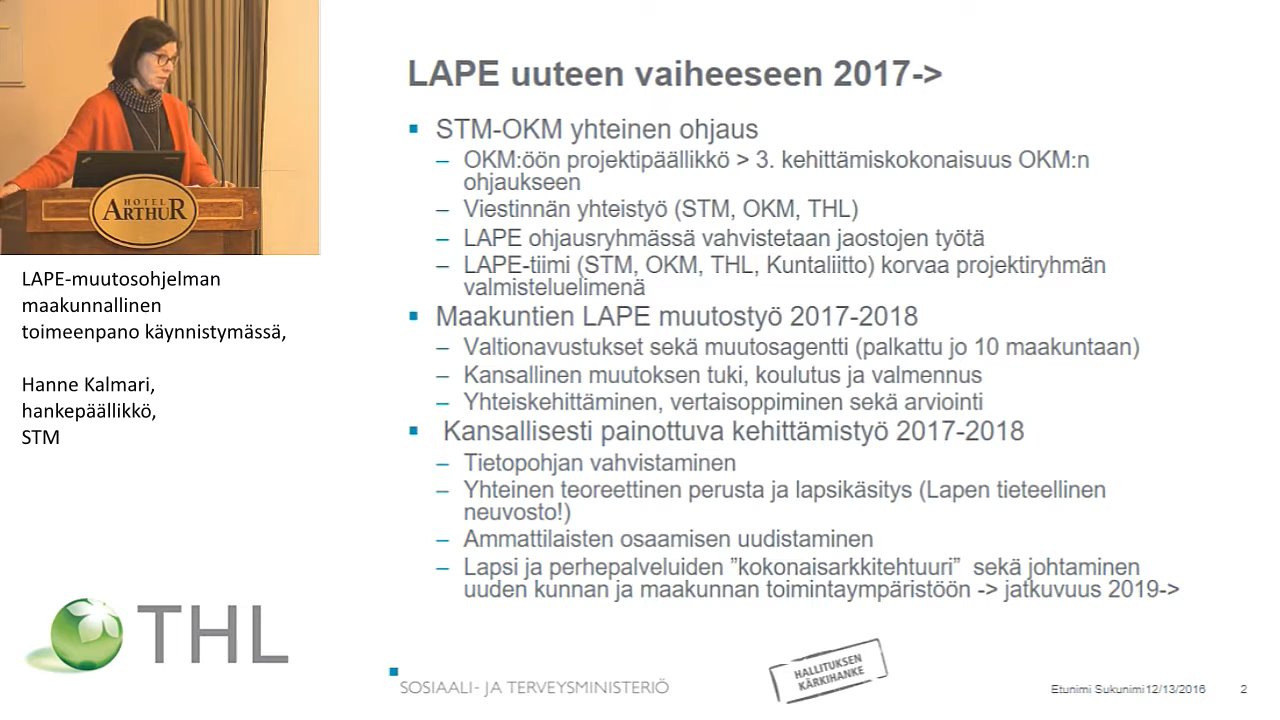 HOTEL
ARTHUR
LAPE-muutosohjelman
maakunnallinen
toimeenpano käynnistymässä,
Hanne Kalmari,
hankepäällikkö,
STM
THL
LAPE uuteen vaiheeseen 2017->
STM-OKM yhteinen ohjaus
– OKM:öön projektipäällikkö > 3. kehittämiskokonaisuus OKM:n
ohjaukseen
– Viestinnän yhteistyö (STM, OKM, THL)
– LAPE ohjausryhmässä vahvistetaan jaostojen työtä
– LAPE-tiimi (STM, OKM, THL, Kuntaliitto) korvaa projektiryhmän
valmisteluelimenä
Maakuntien LAPE muutostyö 2017-2018
– Valtionavustukset sekä muutosagentti (palkattu jo 10 maakuntaan)
– Kansallinen muutoksen tuki, koulutus ja valmennus
– Yhteiskehittäminen, vertaisoppiminen sekä arviointi
Kansallisesti painottuva kehittämistyö 2017-2018
– Tietopohjan vahvistaminen
– Yhteinen teoreettinen perusta ja lapsikäsitys (Lapen tieteellinen
neuvosto!)
– Ammattilaisten osaamisen uudistaminen
– Lapsi ja perhepalveluiden ”kokonaisarkkitehtuuri” sekä johtaminen
uuden kunnan ja maakunnan toimintaympäristöön -> jatkuvuus 2019->
SOSIAALI- JA TERVEYSMINISTERIÖ
HALLITUKSEN
KÄRKIHANKE
Etunimi Sukunimi 12/13/2016 2